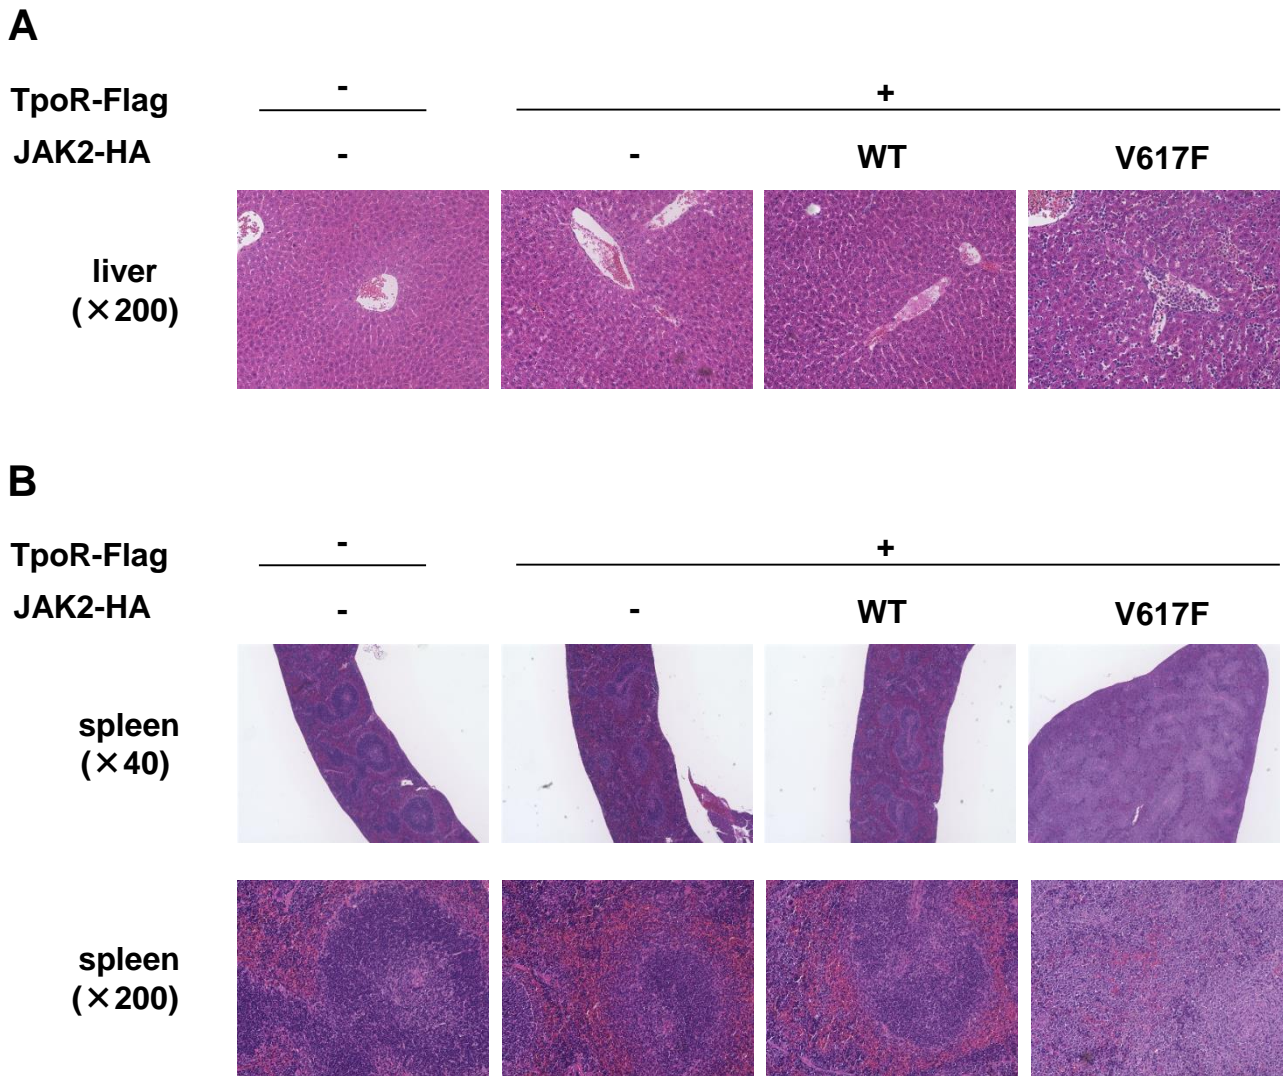 A
TpoR-Flag - +
JAK2-HA - - WT V617F
liver
(×200)
B
TpoR-Flag - +
JAK2-HA - - WT V617F
spleen
(×40)
spleen
(×200)